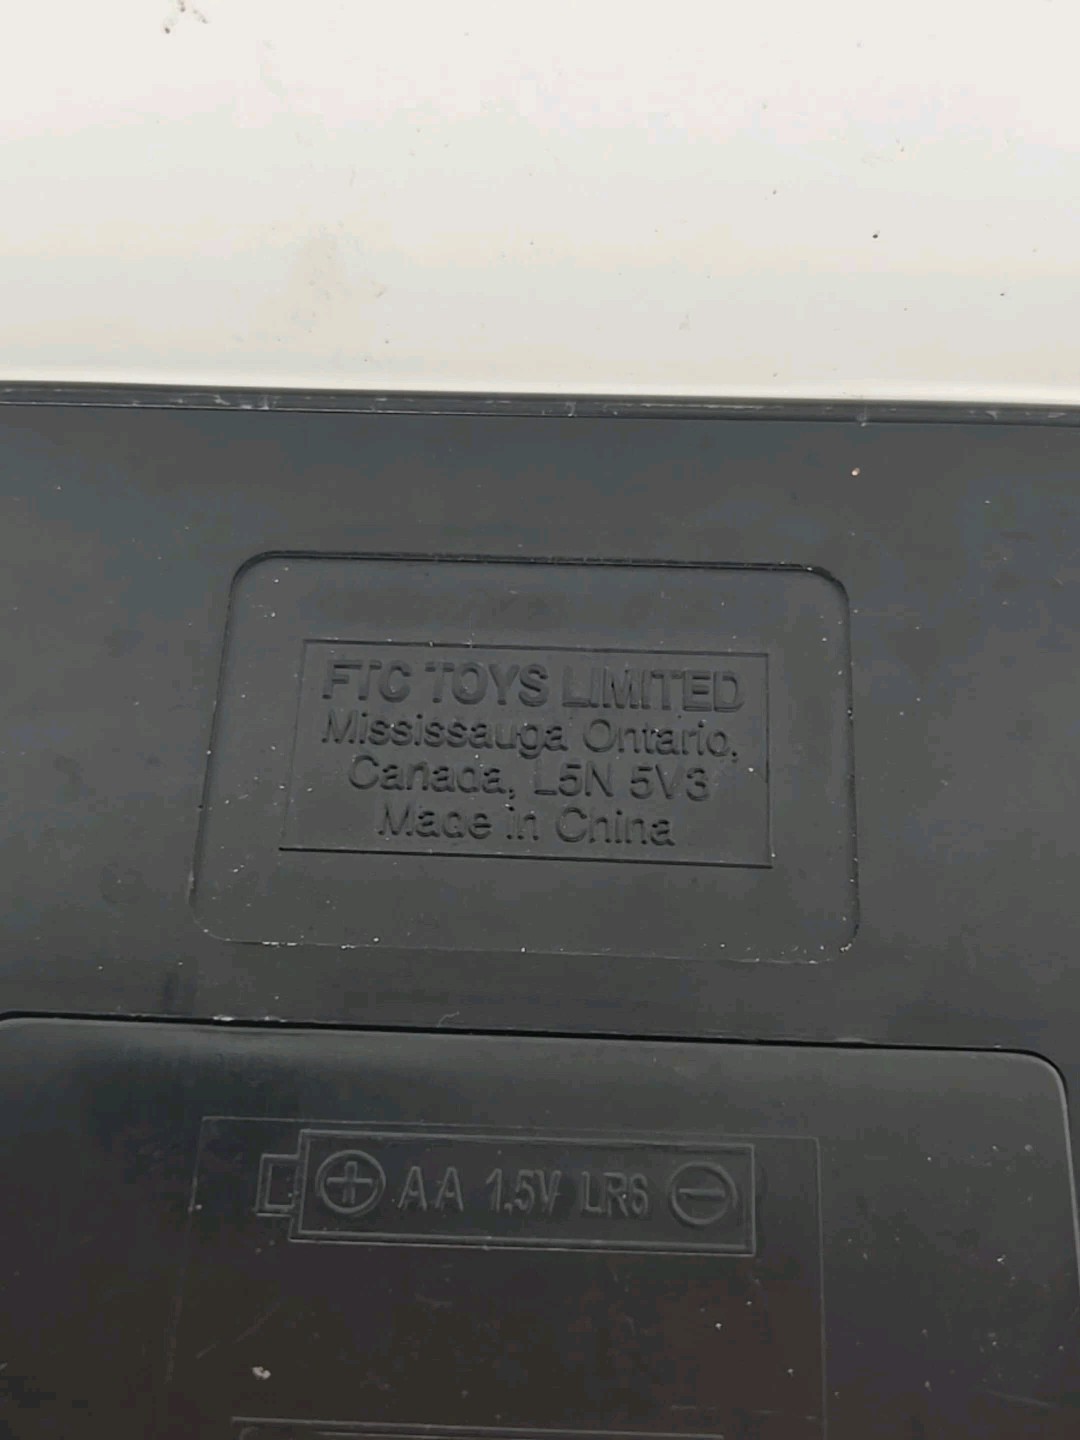 FTC TOYS LIMITED
Mississauga Ontario,
Canada, L5N 5V3
Made in China
+ AA 1.5V LR6 −